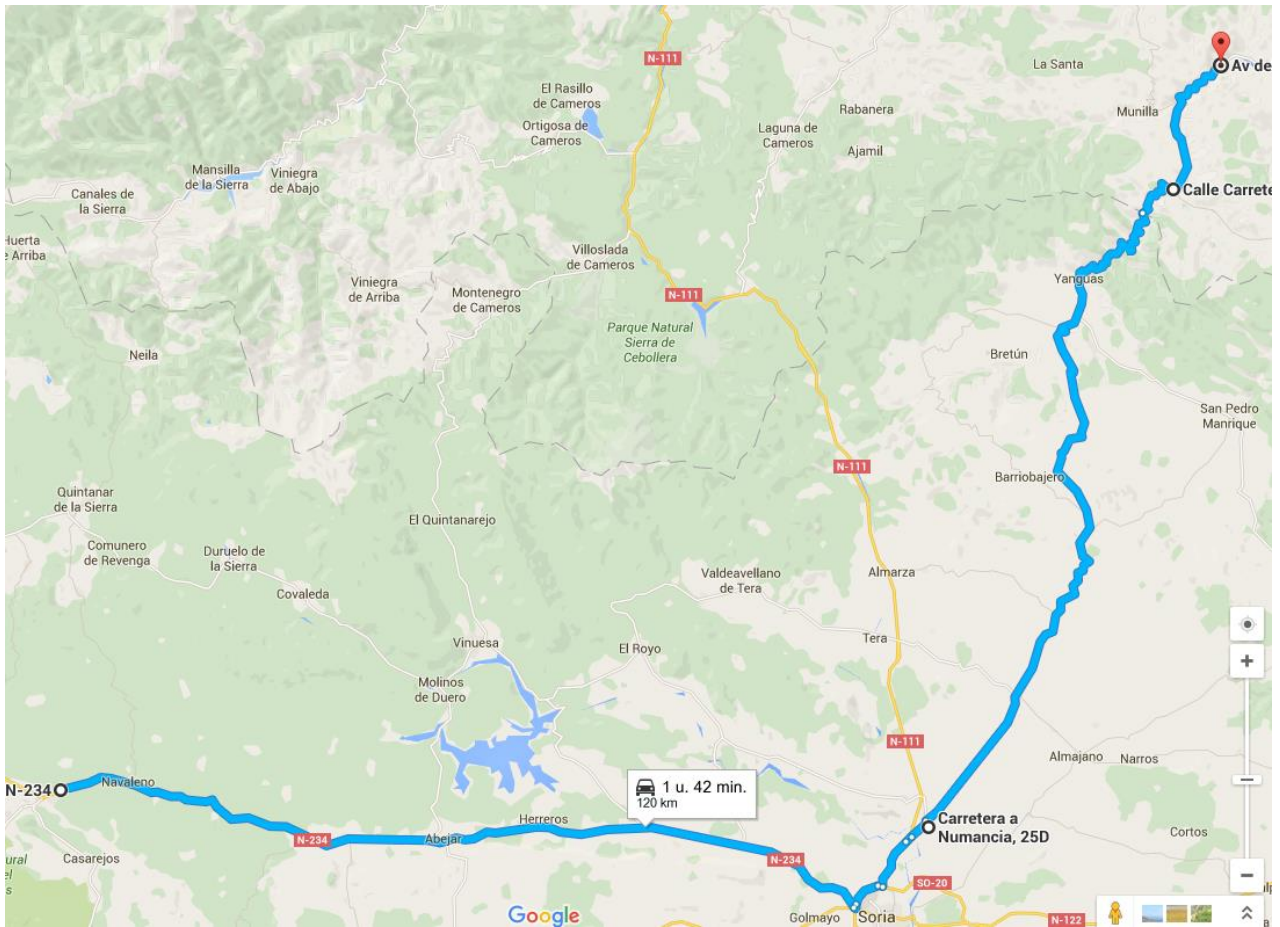 N-111
La Santa
Av de
El Rasillo
de Cameros
Ortigosa de
Cameros
Rabanera
Munilla
Laguna de
Cameros
Ajamil
Mansilla
de la Sierra
Viniegra
de Abajo
Canales de
la Sierra
Calle Carrete
Huerta
e Arriba
Villoslada
de Cameros
Viniegra
de Arriba
Montenegro
de Cameros
N-111
Yanguas
Parque Natural
Sierra de
Cebollera
Neila
Bretún
San Pedro
Manrique
N-111
Barriobajero
Quintanar
de la Sierra
El Quintanarejo
Comunero
de Revenga
Duruelo de
la Sierra
Covaleda
Valdeavellano
de Tera
Almarza
Vinuesa
El Royo
Tera
Molinos
de Duero
N-111
Almajano
Narros
N-234
Navaleno
1 u. 42 min.
120 km
Herreros
Carretera a
Numancia, 25D
N-234
Abejar
Cortos
Casarejos
ural
el
s
N-234
SO-20
Golmayo
Soria
N-122
Google